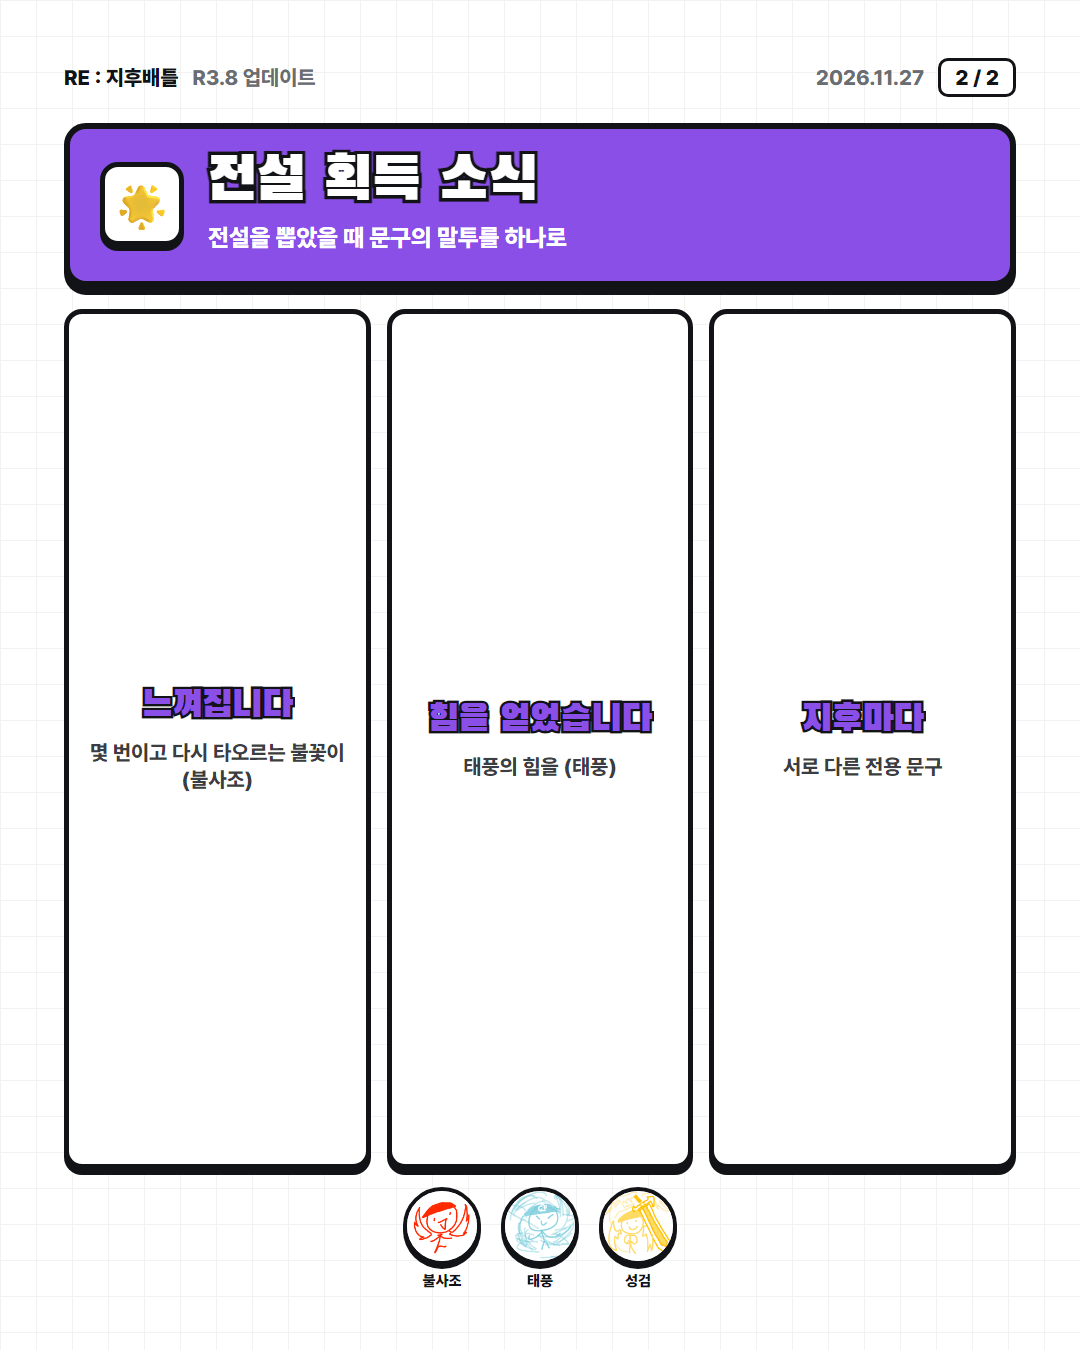 RE : 지후배틀 R3.8 업데이트
2026.11.27 2 / 2
전설 획득 소식
전설을 뽑았을 때 문구의 말투를 하나로
느껴집니다
몇 번이고 다시 타오르는 불꽃이
(불사조)
힘을 얻었습니다
태풍의 힘을 (태풍)
지후마다
서로 다른 전용 문구
불사조
태풍
성검